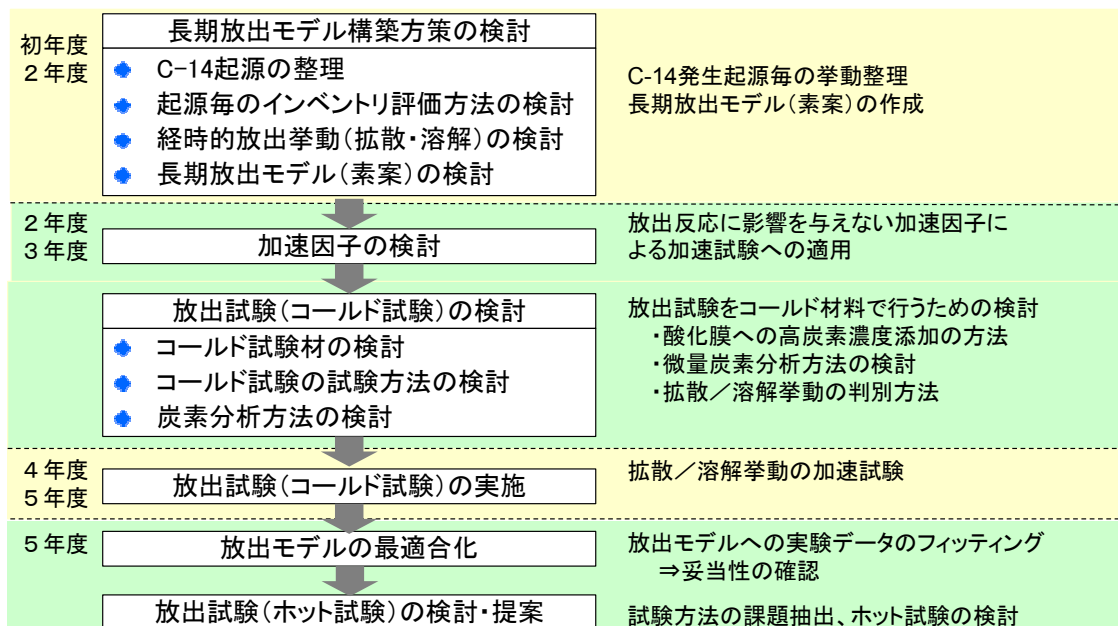 長期放出モデル構築方策の検討
初年度
2年度
C-14起源の整理
起源毎のインベントリ評価方法の検討
経時的放出挙動(拡散・溶解)の検討
長期放出モデル(素案)の検討
C-14発生起源毎の挙動整理
長期放出モデル(素案)の作成
2年度
3年度
加速因子の検討
放出反応に影響を与えない加速因子に
よる加速試験への適用
放出試験(コールド試験)の検討
コールド試験材の検討
コールド試験の試験方法の検討
炭素分析方法の検討
放出試験をコールド材料で行うための検討
・酸化膜への高炭素濃度添加の方法
・微量炭素分析方法の検討
・拡散/溶解挙動の判別方法
4年度
5年度
放出試験(コールド試験)の実施
拡散/溶解挙動の加速試験
5年度
放出モデルの最適合化
放出モデルへの実験データのフィッティング
⇒妥当性の確認
放出試験(ホット試験)の検討・提案
試験方法の課題抽出、ホット試験の検討